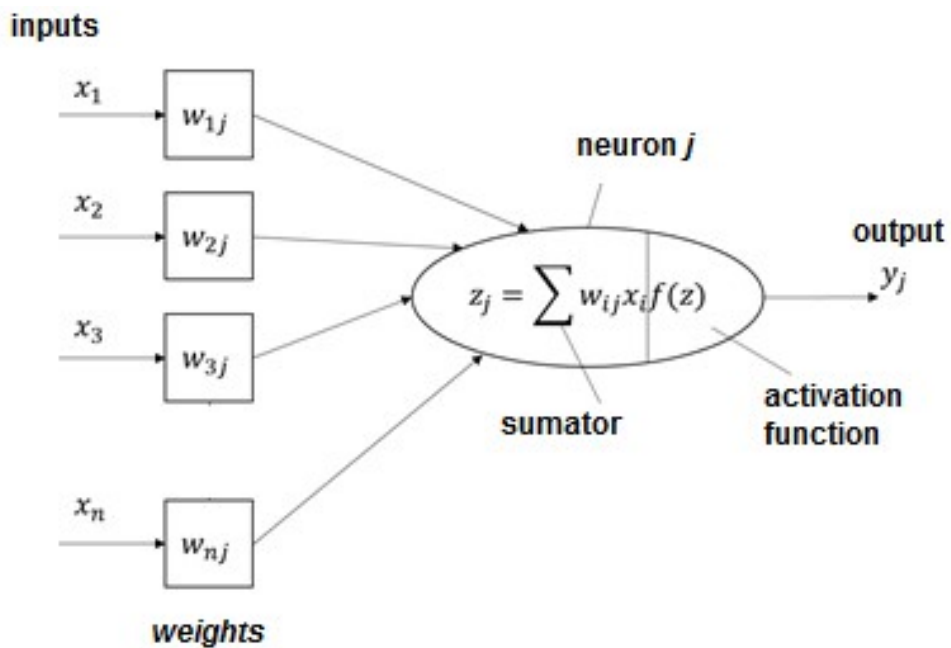 inputs
x₁
w₁ⱼ
neuron j
x₂
w₂ⱼ
output
yⱼ
zⱼ = ∑ wᵢⱼxᵢf(z)
x₃
w₃ⱼ
activation
function
sumator
xₙ
wₙⱼ
weights